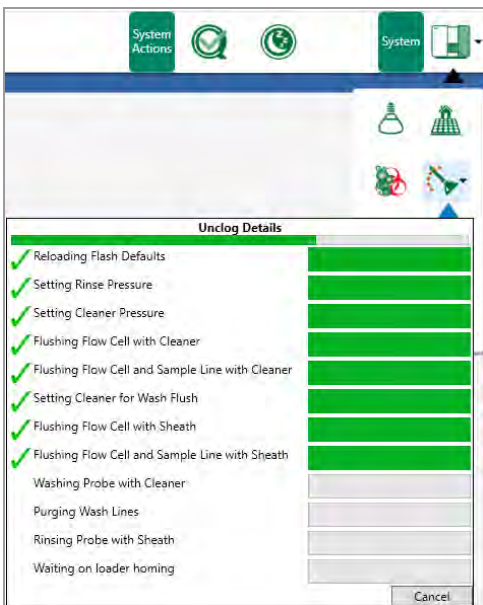 System
Actions
System
Unclog Details
Reloading Flash Defaults
Setting Rinse Pressure
Setting Cleaner Pressure
Flushing Flow Cell with Cleaner
Flushing Flow Cell and Sample Line with Cleaner
Setting Cleaner for Wash Flush
Flushing Flow Cell with Sheath
Flushing Flow Cell and Sample Line with Sheath
Washing Probe with Cleaner
Purging Wash Lines
Rinsing Probe with Sheath
Waiting on loader homing
Cancel